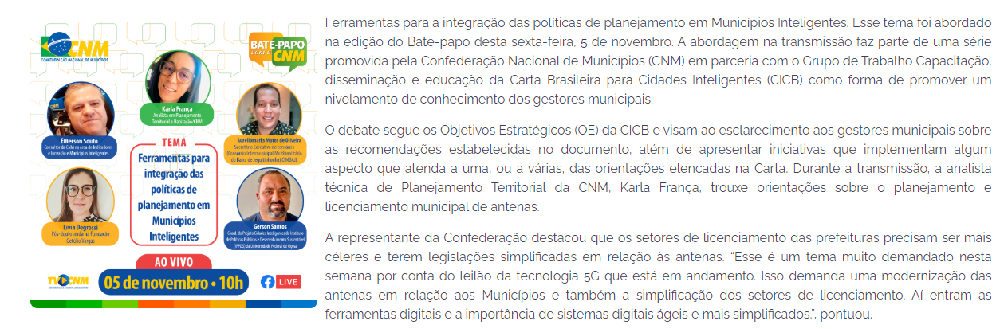 CNM
CONFEDERAÇÃO NACIONAL DE MUNICÍPIOS
BATE-PAPO
com a
CNM
Karla França
Analista em Planejamento
Territorial e Habitação/CNM
Emerson Souto
Consultor da CNM na área de Indicadores
e Inovação e Municípios Inteligentes
Aureliomarks Matos de Oliveira
Secretário Executivo do consórcio
(Consórcio Intermunicipal Multifinalitário
do Baixo de Jequitinhonha) CIMBAJE
TEMA
Ferramentas para
integração das
políticas de
planejamento em
Municípios
Inteligentes
Lívia Degrossi
Pós-doutoranda na Fundação
Getúlio Vargas
Gerson Santos
Coord. do Projeto Cidades Inteligentes do Instituto
de Políticas Públicas e Desenvolvimento Sustentável
(IPPDS) da Universidade Federal de Viçosa
AO VIVO
TV CNM
05 de novembro • 10h
LIVE
Ferramentas para a integração das políticas de planejamento em Municípios Inteligentes. Esse tema foi abordado
na edição do Bate-papo desta sexta-feira, 5 de novembro. A abordagem na transmissão faz parte de uma série
promovida pela Confederação Nacional de Municípios (CNM) em parceria com o Grupo de Trabalho Capacitação,
disseminação e educação da Carta Brasileira para Cidades Inteligentes (CICB) como forma de promover um
nivelamento de conhecimento dos gestores municipais.
O debate segue os Objetivos Estratégicos (OE) da CICB e visam ao esclarecimento aos gestores municipais sobre
as recomendações estabelecidas no documento, além de apresentar iniciativas que implementam algum
aspecto que atenda a uma, ou a várias, das orientações elencadas na Carta. Durante a transmissão, a analista
técnica de Planejamento Territorial da CNM, Karla França, trouxe orientações sobre o planejamento e
licenciamento municipal de antenas.
A representante da Confederação destacou que os setores de licenciamento das prefeituras precisam ser mais
céleres e terem legislações simplificadas em relação às antenas. “Esse é um tema muito demandado nesta
semana por conta do leilão da tecnologia 5G que está em andamento. Isso demanda uma modernização das
antenas em relação aos Municípios e também a simplificação dos setores de licenciamento. Aí entram as
ferramentas digitais e a importância de sistemas digitais ágeis e mais simplificados.”, pontuou.